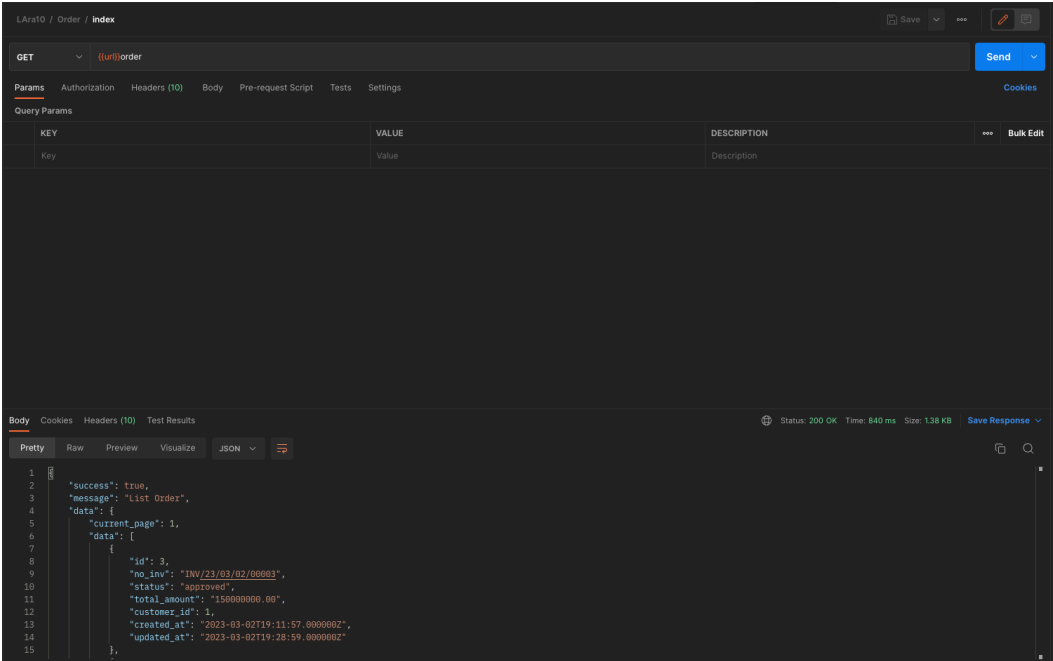 LAra10 / Order / index
Save
GET {{url}}order Send
Params Authorization Headers (10) Body Pre-request Script Tests Settings Cookies
Query Params
KEY VALUE DESCRIPTION Bulk Edit
Key Value Description
Body Cookies Headers (10) Test Results Status: 200 OK Time: 840 ms Size: 1.38 KB Save Response
Pretty Raw Preview Visualize JSON
1 {
2 "success": true,
3 "message": "List Order",
4 "data": {
5 "current_page": 1,
6 "data": [
7 {
8 "id": 3,
9 "no_inv": "INV/23/03/02/00003",
10 "status": "approved",
11 "total_amount": "150000000.00",
12 "customer_id": 1,
13 "created_at": "2023-03-02T19:11:57.000000Z",
14 "updated_at": "2023-03-02T19:28:59.000000Z"
15 },